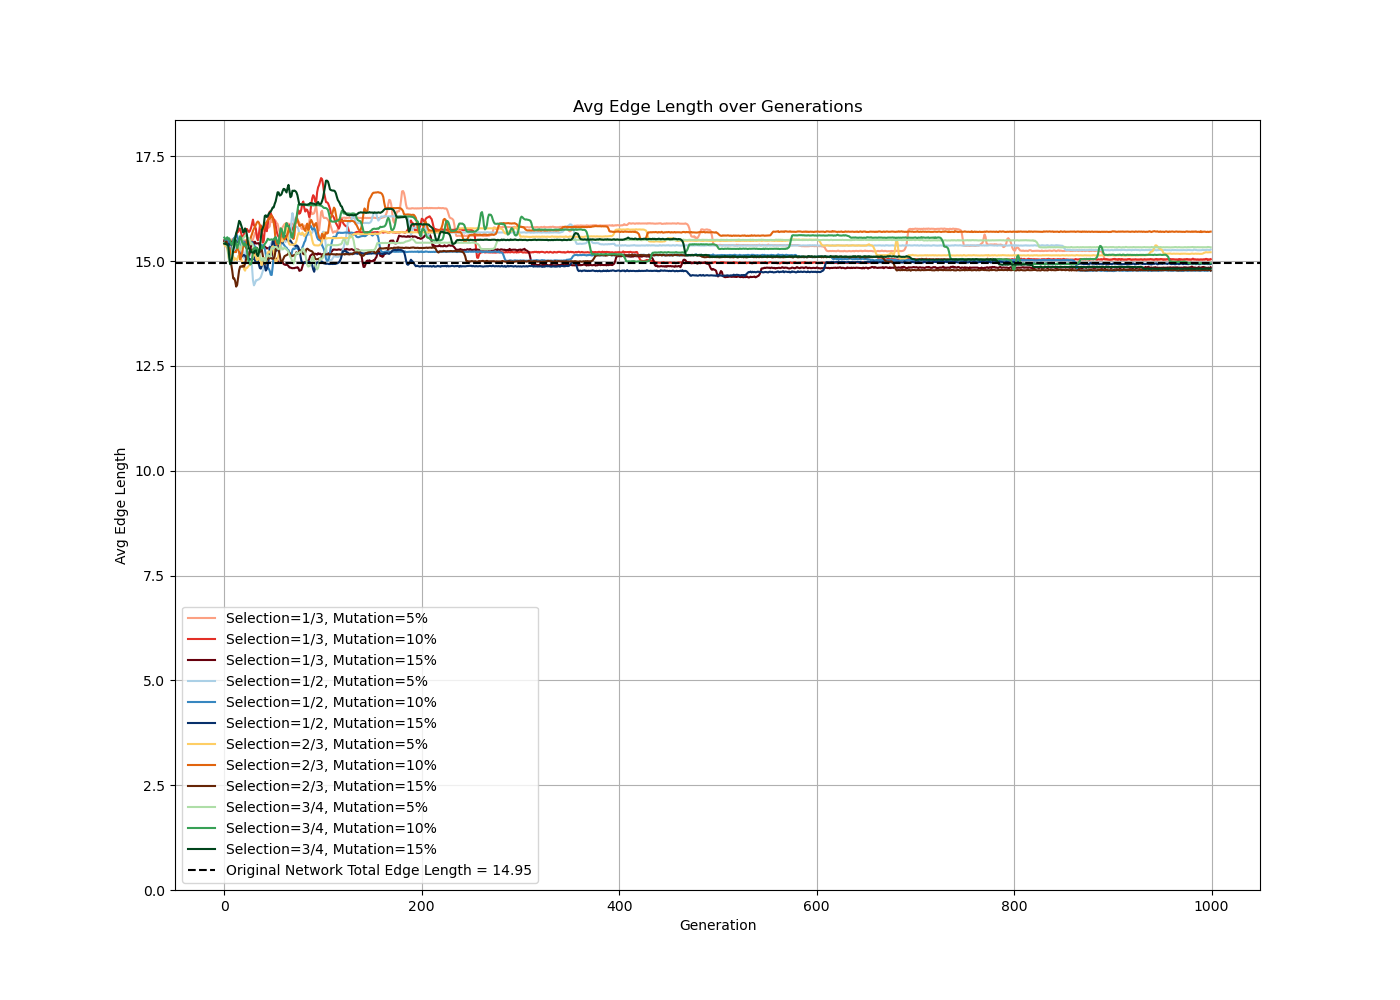 Avg Edge Length over Generations
17.5
15.0
12.5
10.0
7.5
5.0
2.5
0.0
Avg Edge Length
Selection=1/3, Mutation=5%
Selection=1/3, Mutation=10%
Selection=1/3, Mutation=15%
Selection=1/2, Mutation=5%
Selection=1/2, Mutation=10%
Selection=1/2, Mutation=15%
Selection=2/3, Mutation=5%
Selection=2/3, Mutation=10%
Selection=2/3, Mutation=15%
Selection=3/4, Mutation=5%
Selection=3/4, Mutation=10%
Selection=3/4, Mutation=15%
Original Network Total Edge Length = 14.95
0 200 400 600 800 1000
Generation